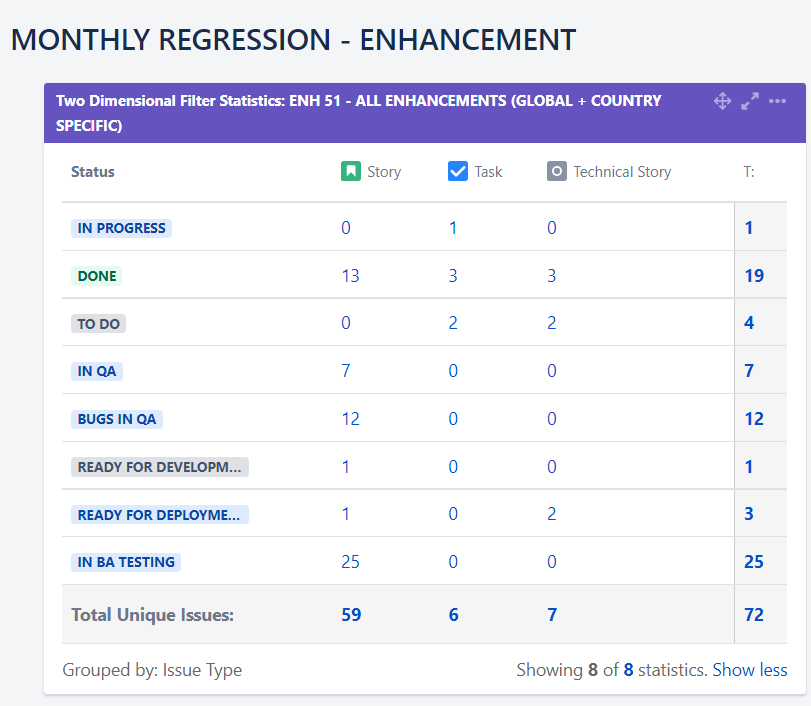 MONTHLY REGRESSION - ENHANCEMENT
Two Dimensional Filter Statistics: ENH 51 - ALL ENHANCEMENTS (GLOBAL + COUNTRY
SPECIFIC)
Status Story Task Technical Story T:
IN PROGRESS 0 1 0 1
DONE 13 3 3 19
TO DO 0 2 2 4
IN QA 7 0 0 7
BUGS IN QA 12 0 0 12
READY FOR DEVELOPM... 1 0 0 1
READY FOR DEPLOYME... 1 0 2 3
IN BA TESTING 25 0 0 25
Total Unique Issues: 59 6 7 72
Grouped by: Issue Type Showing 8 of 8 statistics. Show less